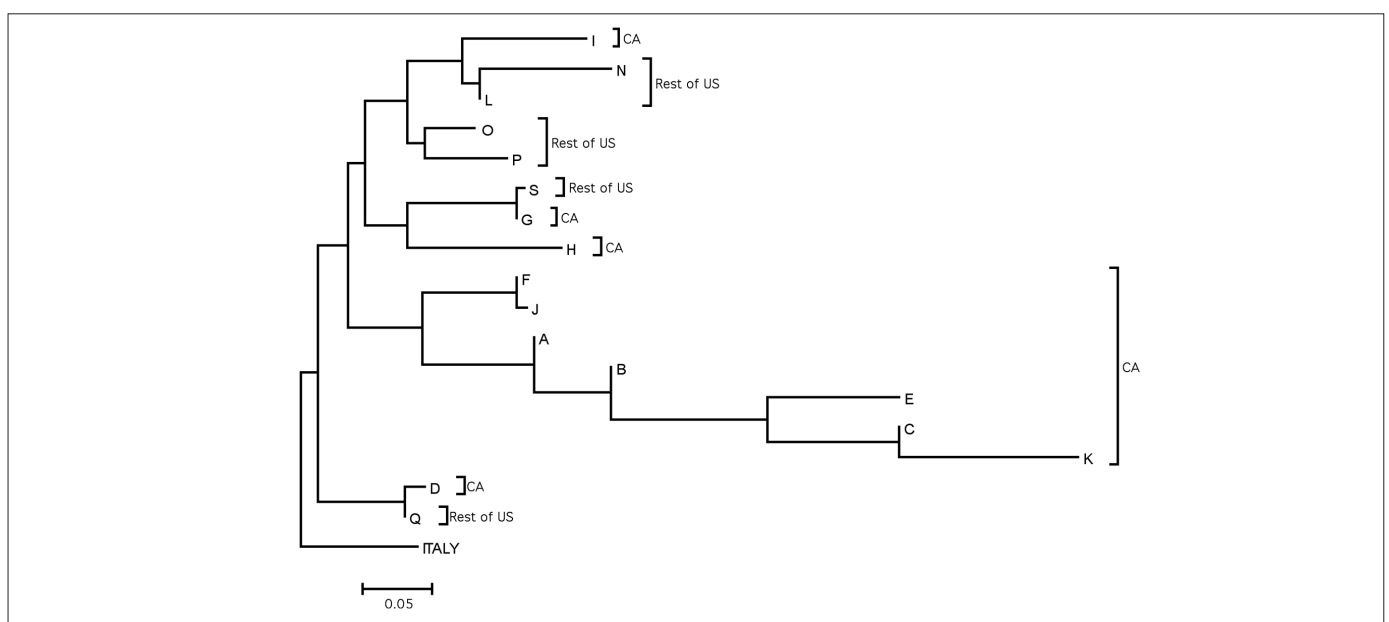 I CA
N
Rest of US
L
O
Rest of US
P
S Rest of US
G CA
H CA
F
J
A
CA
B
E
C
K
D CA
Q Rest of US
ITALY
0.05